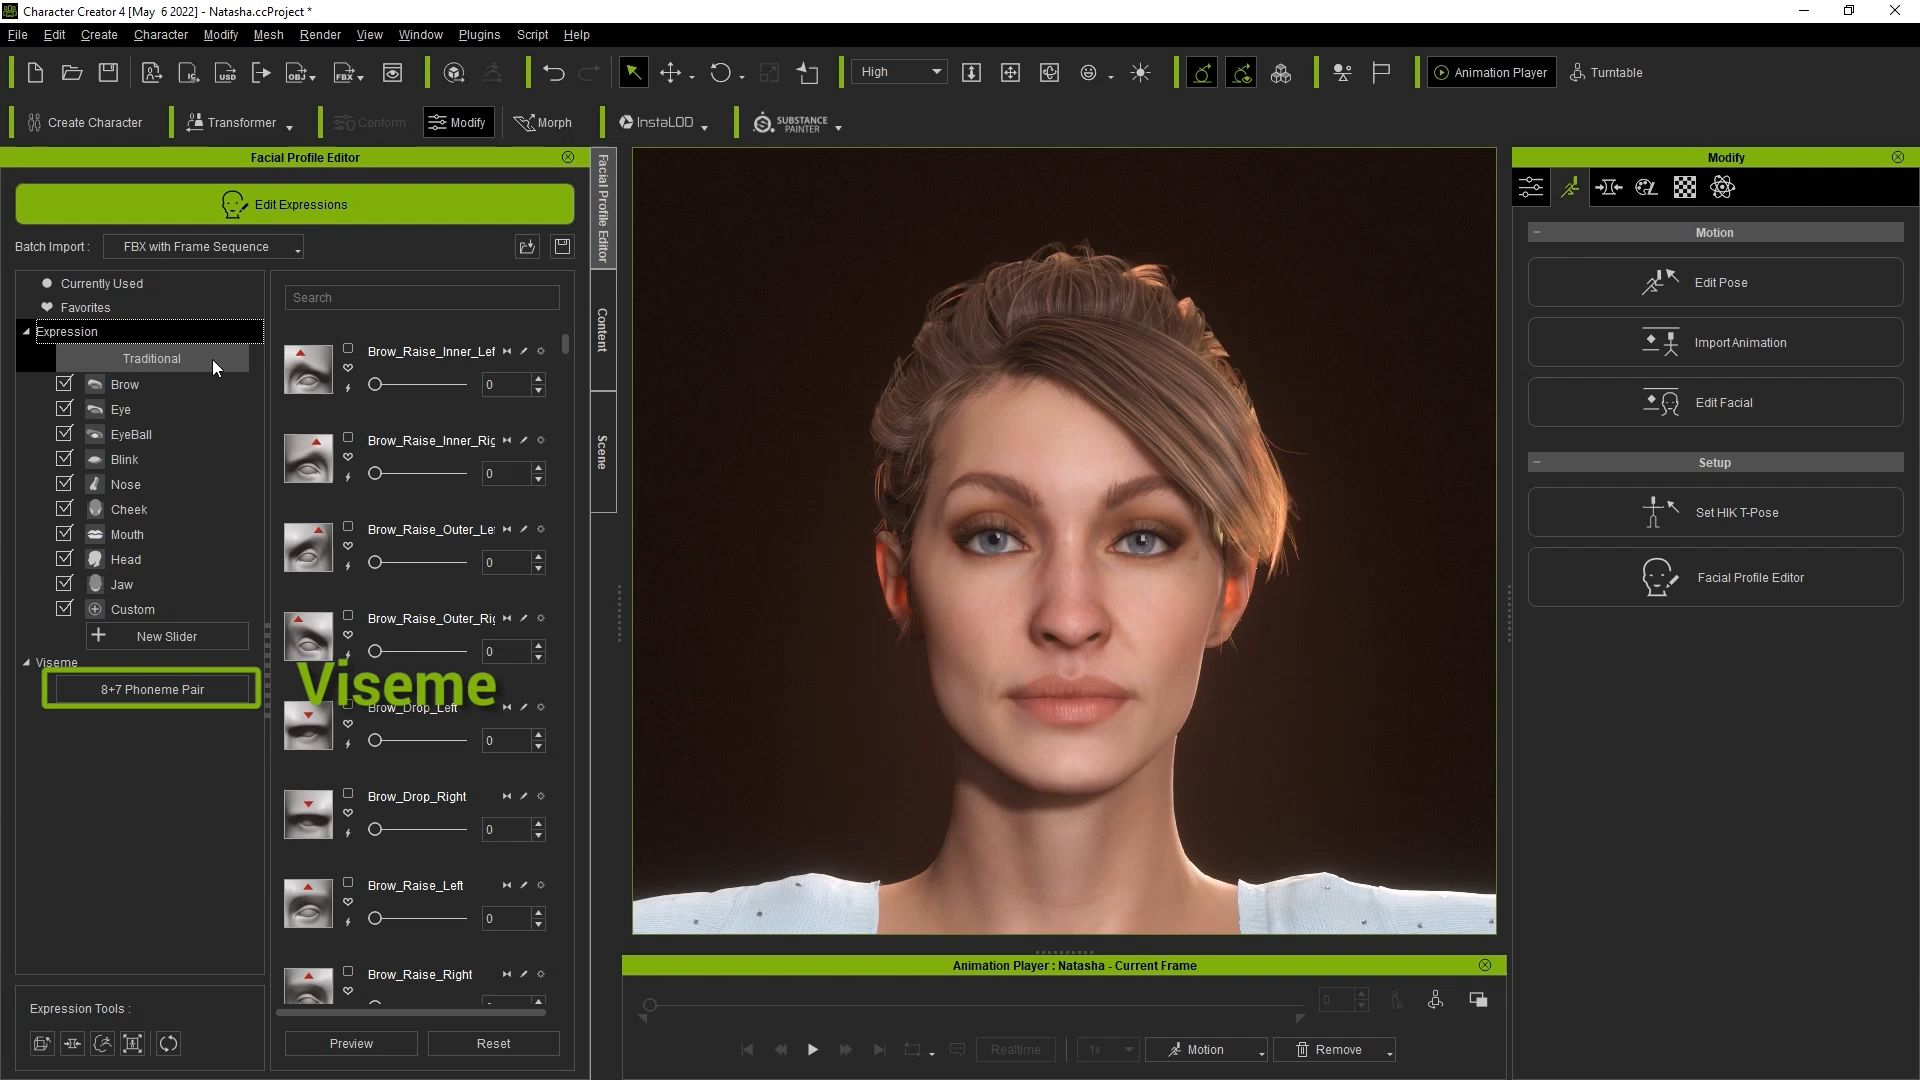 Character Creator 4 [May  6 2022] - Natasha.ccProject *
File Edit Create Character Modify Mesh Render View Window Plugins Script Help
IC USD OBJ FBX High Animation Player Turntable
Create Character Transformer Conform Modify Morph InstaLOD SUBSTANCE PAINTER
Facial Profile Editor
Edit Expressions
Batch Import : FBX with Frame Sequence
Currently Used
Favorites
Expression
Traditional
Brow
Eye
EyeBall
Blink
Nose
Cheek
Mouth
Head
Jaw
Custom
New Slider
Viseme
8+7 Phoneme Pair
Expression Tools :
Search
Brow_Raise_Inner_Lef
0
Brow_Raise_Inner_Rig
0
Brow_Raise_Outer_Le
0
Brow_Raise_Outer_Rig
0
Viseme
Brow_Drop_Left
0
Brow_Drop_Right
0
Brow_Raise_Left
0
Brow_Raise_Right
Preview Reset
Facial Profile Editor
Content
Scene
Animation Player : Natasha - Current Frame
0
Realtime 1x Motion Remove
Modify
Motion
Edit Pose
Import Animation
Edit Facial
Setup
Set HIK T-Pose
Facial Profile Editor